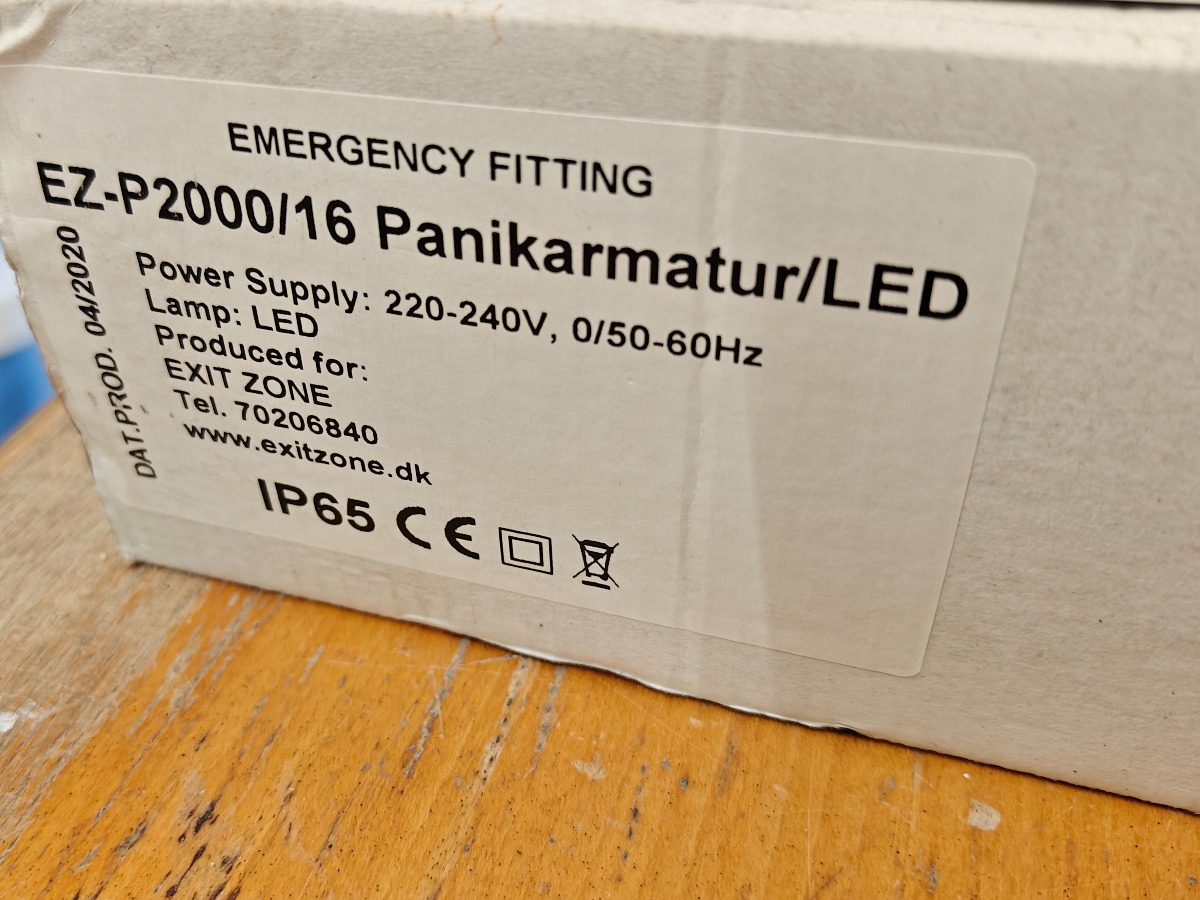 EMERGENCY FITTING
EZ-P2000/16 Panikarmatur/LED
Power Supply: 220-240V, 0/50-60Hz
Lamp: LED
Produced for:
EXIT ZONE
Tel. 70206840
www.exitzone.dk
IP65 CE
DAT.PROD. 04/2020